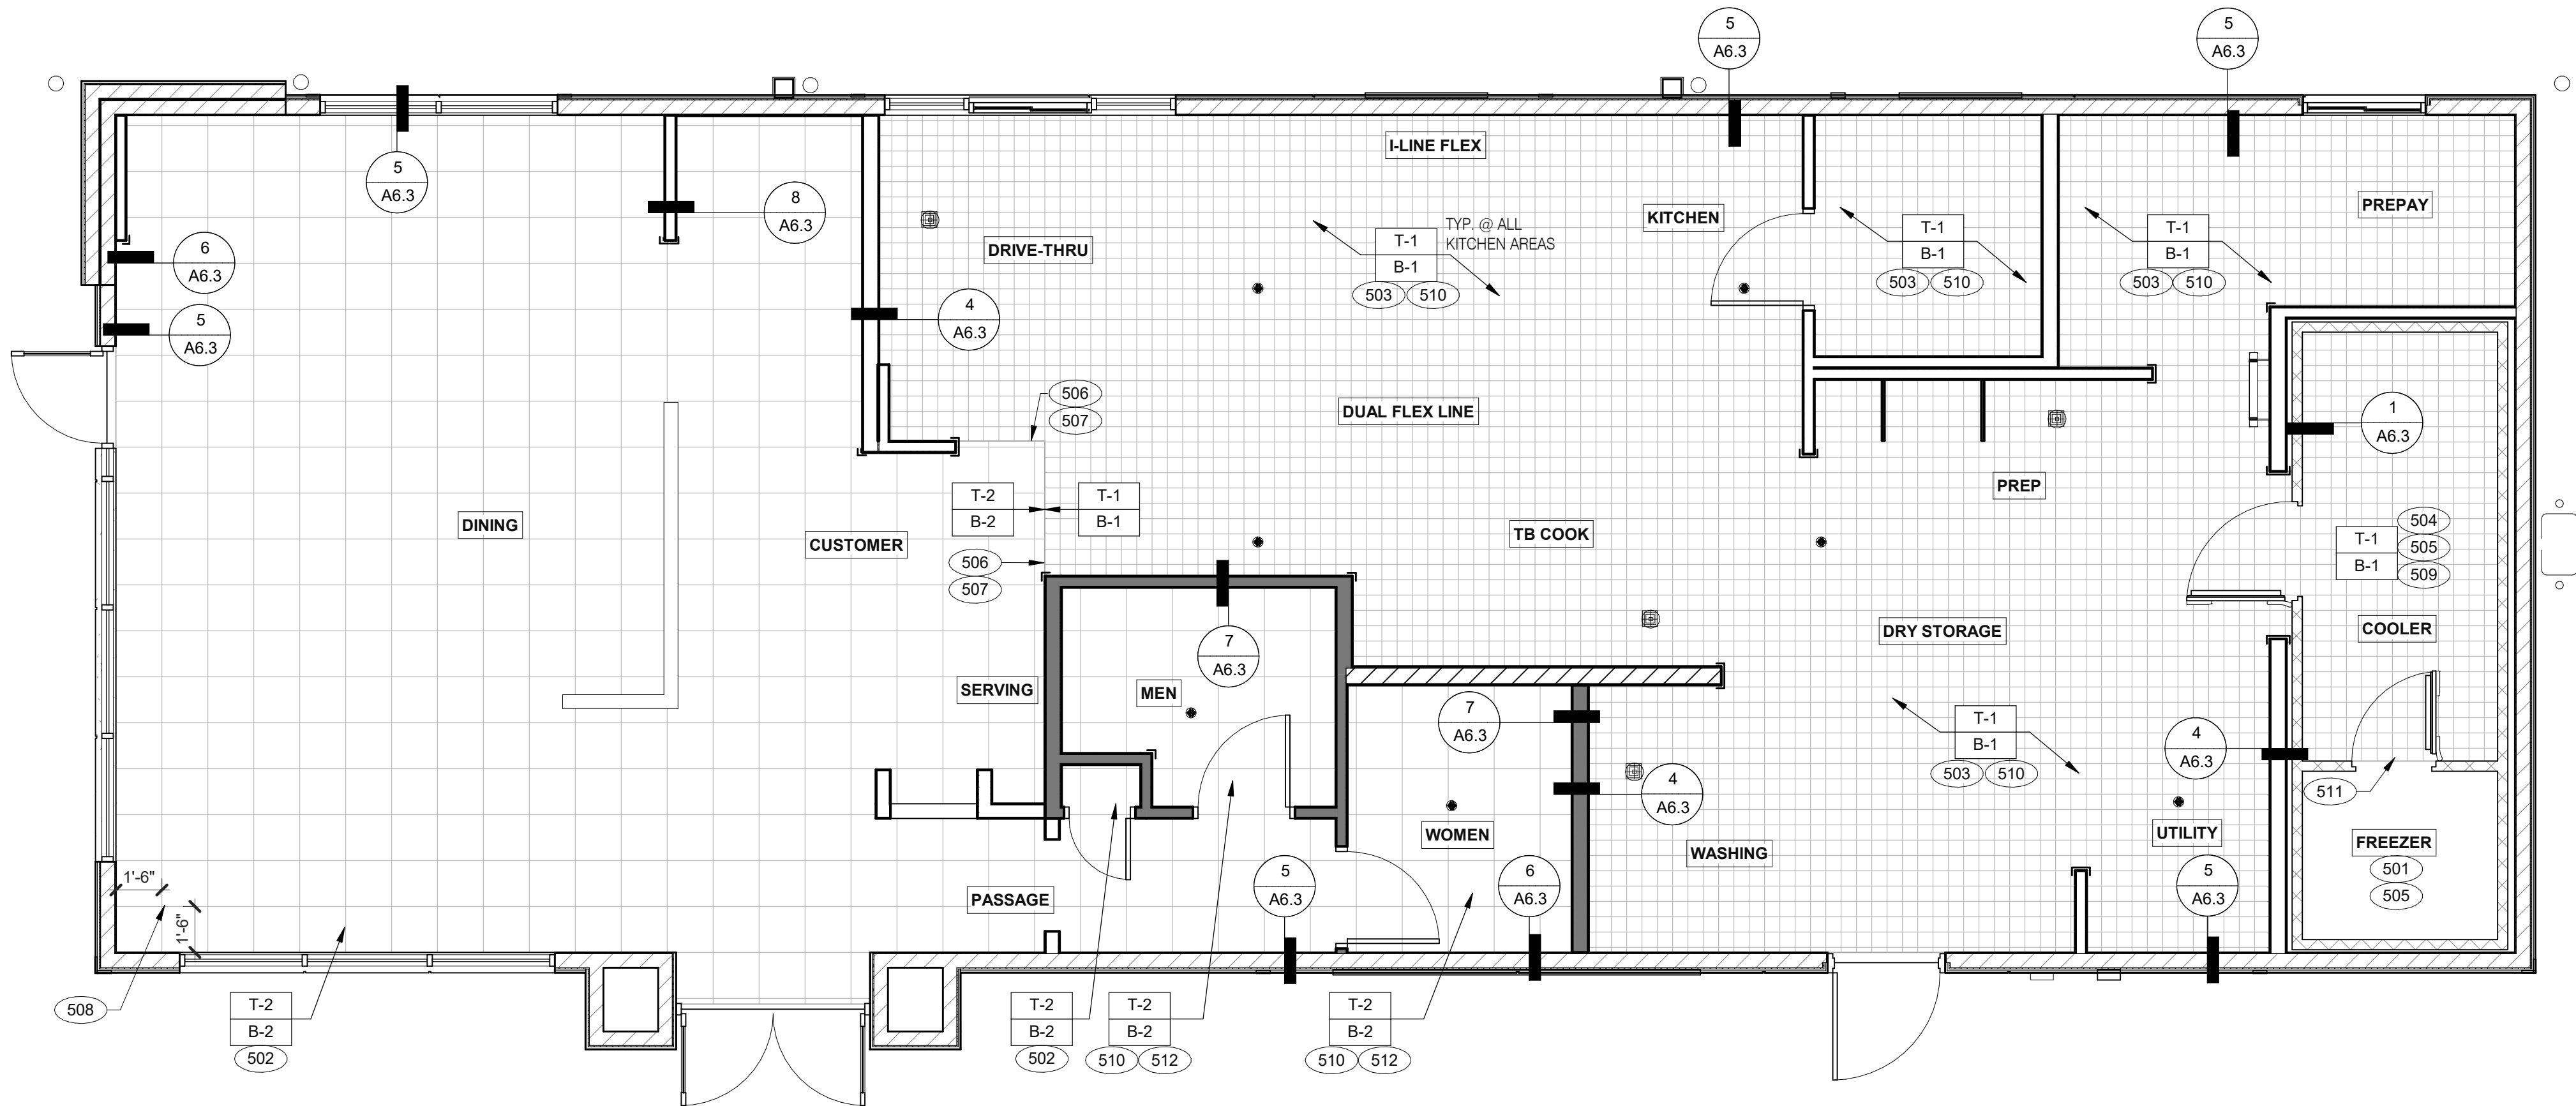 5
A6.3
5
A6.3
I-LINE FLEX
5
A6.3
8
A6.3
KITCHEN
PREPAY
DRIVE-THRU
TYP. @ ALL
KITCHEN AREAS
T-1
B-1
503
510
T-1
B-1
503
510
T-1
B-1
503
510
6
A6.3
5
A6.3
4
A6.3
506
507
DUAL FLEX LINE
1
A6.3
T-2
B-2
T-1
B-1
PREP
DINING
CUSTOMER
TB COOK
T-1
B-1
504
505
509
506
507
7
A6.3
DRY STORAGE
COOLER
SERVING
MEN
7
A6.3
T-1
B-1
503
510
4
A6.3
4
A6.3
511
WOMEN
WASHING
UTILITY
FREEZER
501
505
1'-6"
1'-6"
PASSAGE
5
A6.3
6
A6.3
5
A6.3
508
T-2
B-2
502
T-2
B-2
502
T-2
B-2
510
512
T-2
B-2
510
512